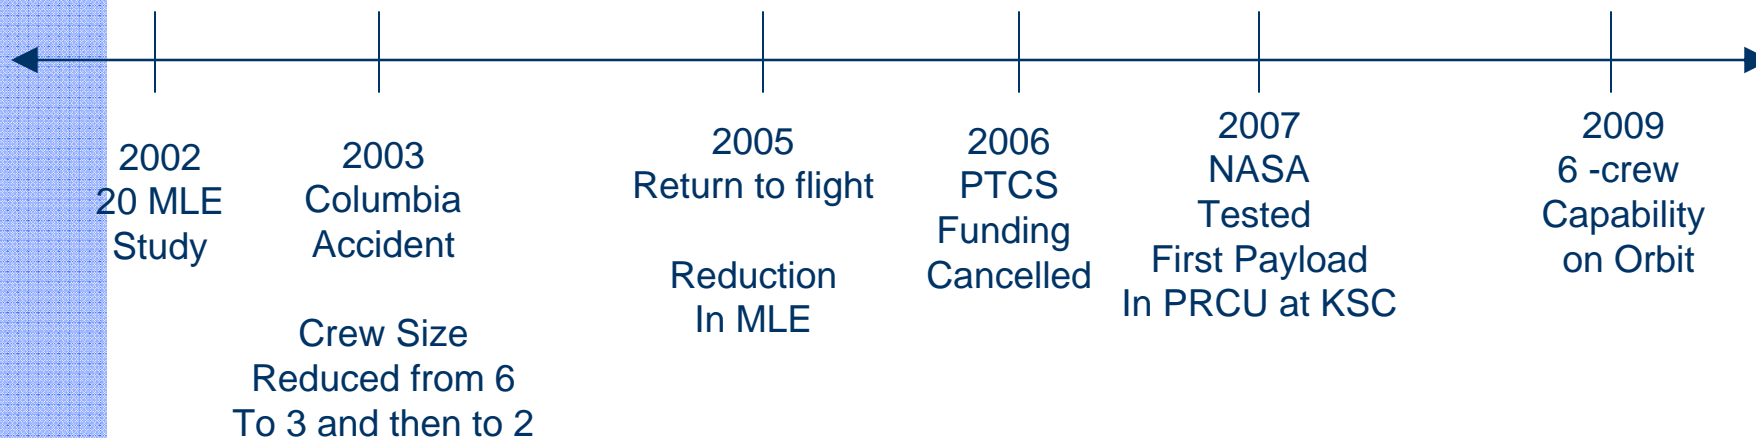 2002
20 MLE
Study
2003
Columbia
Accident
Crew Size
Reduced from 6
To 3 and then to 2
2005
Return to flight
Reduction
In MLE
2006
PTCS
Funding
Cancelled
2007
NASA
Tested
First Payload
In PRCU at KSC
2009
6 -crew
Capability
on Orbit